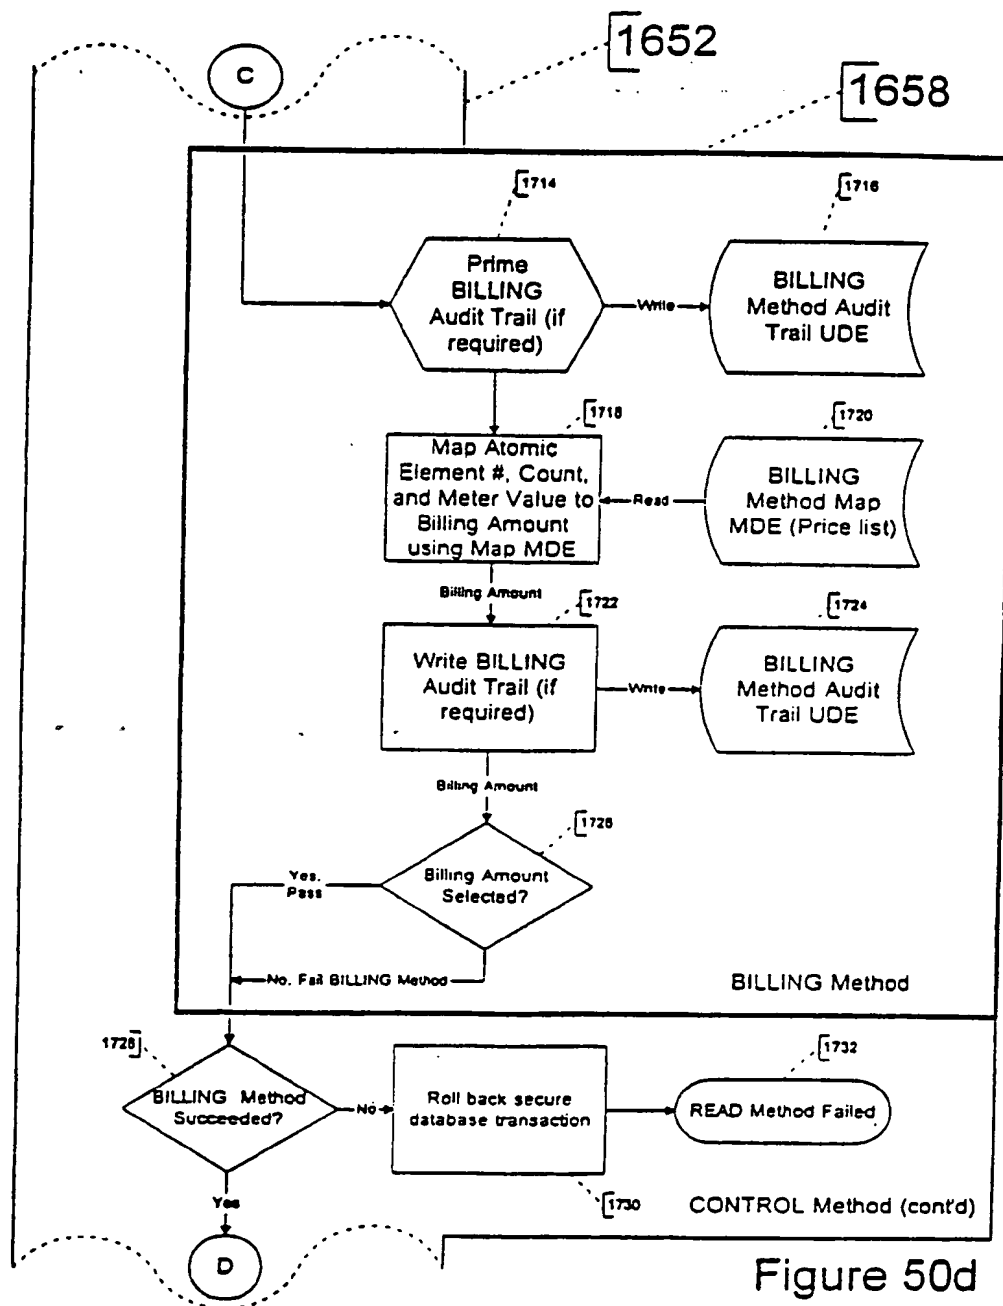 1652
C
1658
1714
1716
Prime
BILLING
Audit Trail (if
required)
Write
BILLING
Method Audit
Trail UDE
1718
1720
Map Atomic
Element #, Count,
and Meter Value to
Billing Amount
using Map MDE
Read
BILLING
Method Map
MDE (Price list)
Billing Amount
1722
1724
Write BILLING
Audit Trail (if
required)
Write
BILLING
Method Audit
Trail UDE
Billing Amount
1726
Billing Amount
Selected?
Yes.
Pass
No. Fail BILLING Method
BILLING Method
1728
1732
BILLING Method
Succeeded?
No
Roll back secure
database transaction
READ Method Failed
Yes
1730
CONTROL Method (cont'd)
D
Figure 50d